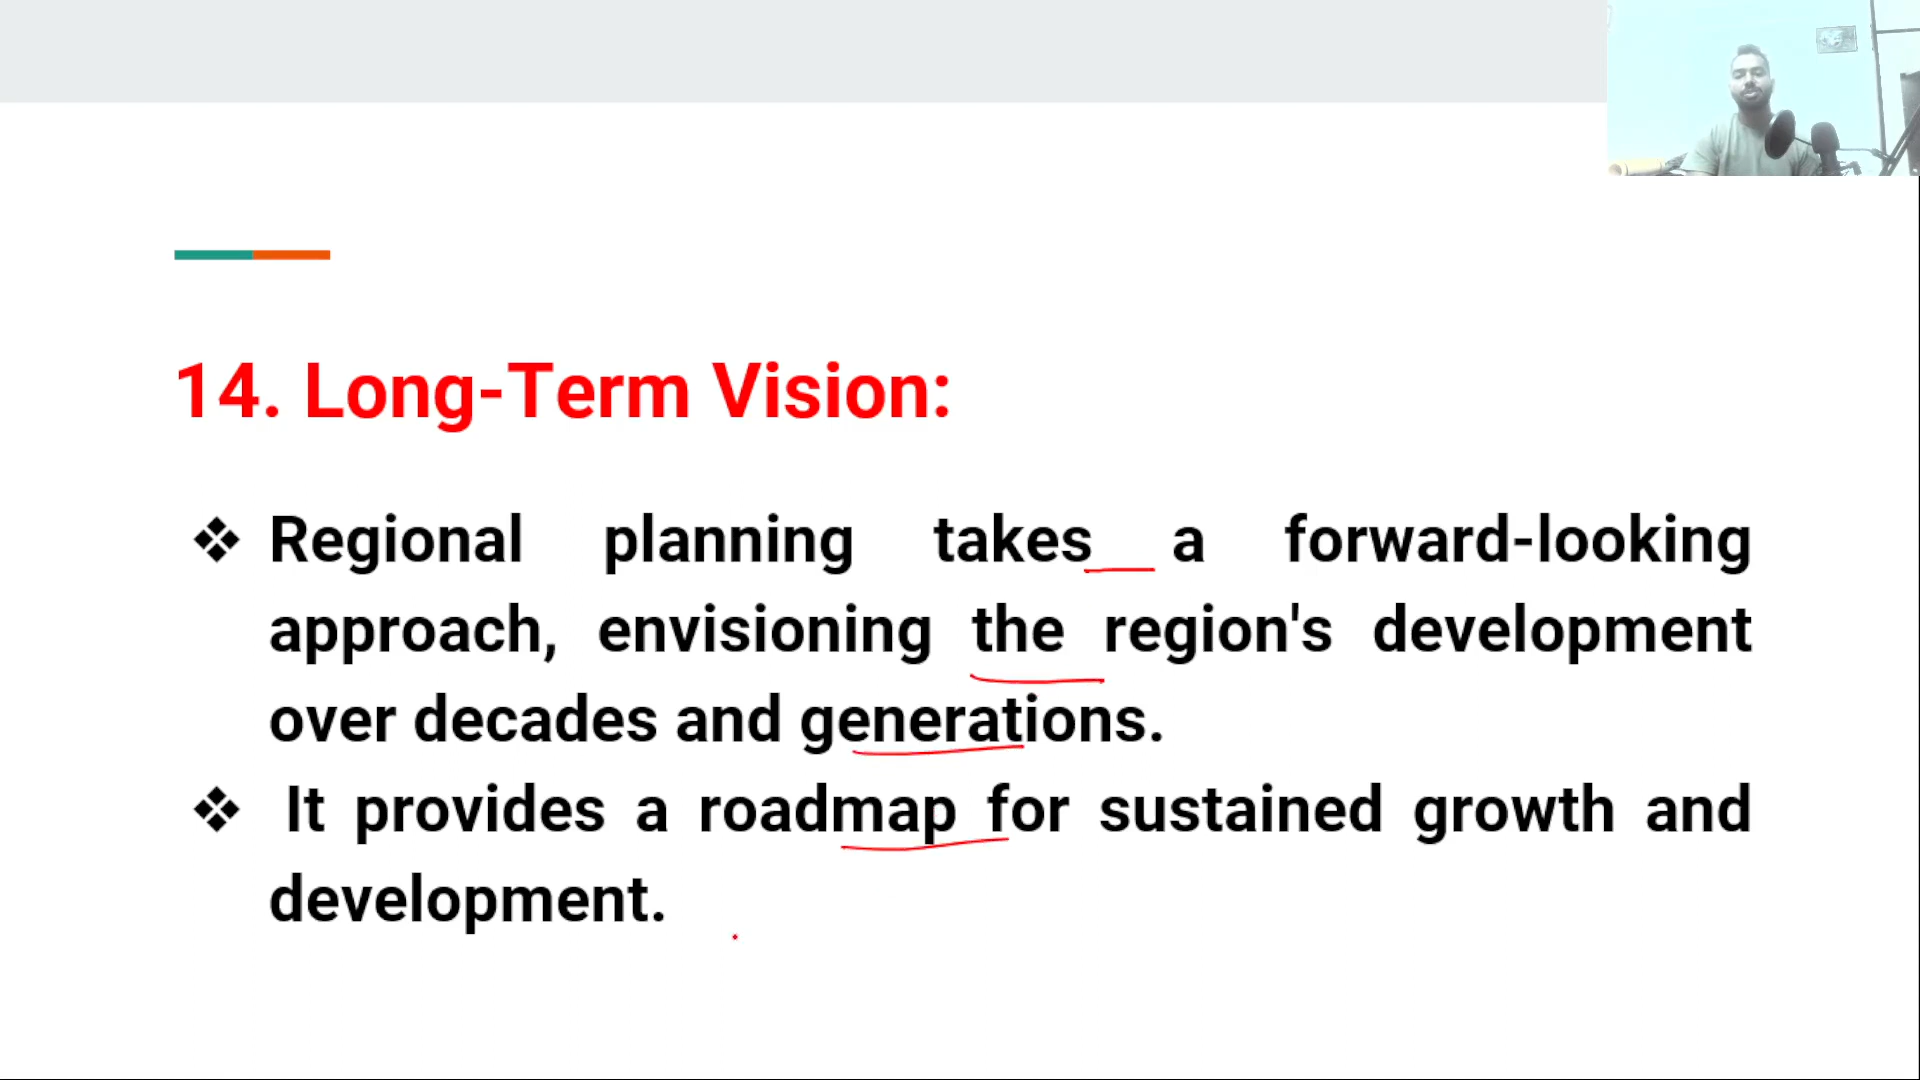 14. Long-Term Vision:
❖ Regional planning takes a forward-looking
approach, envisioning the region's development
over decades and generations.
❖ It provides a roadmap for sustained growth and
development.